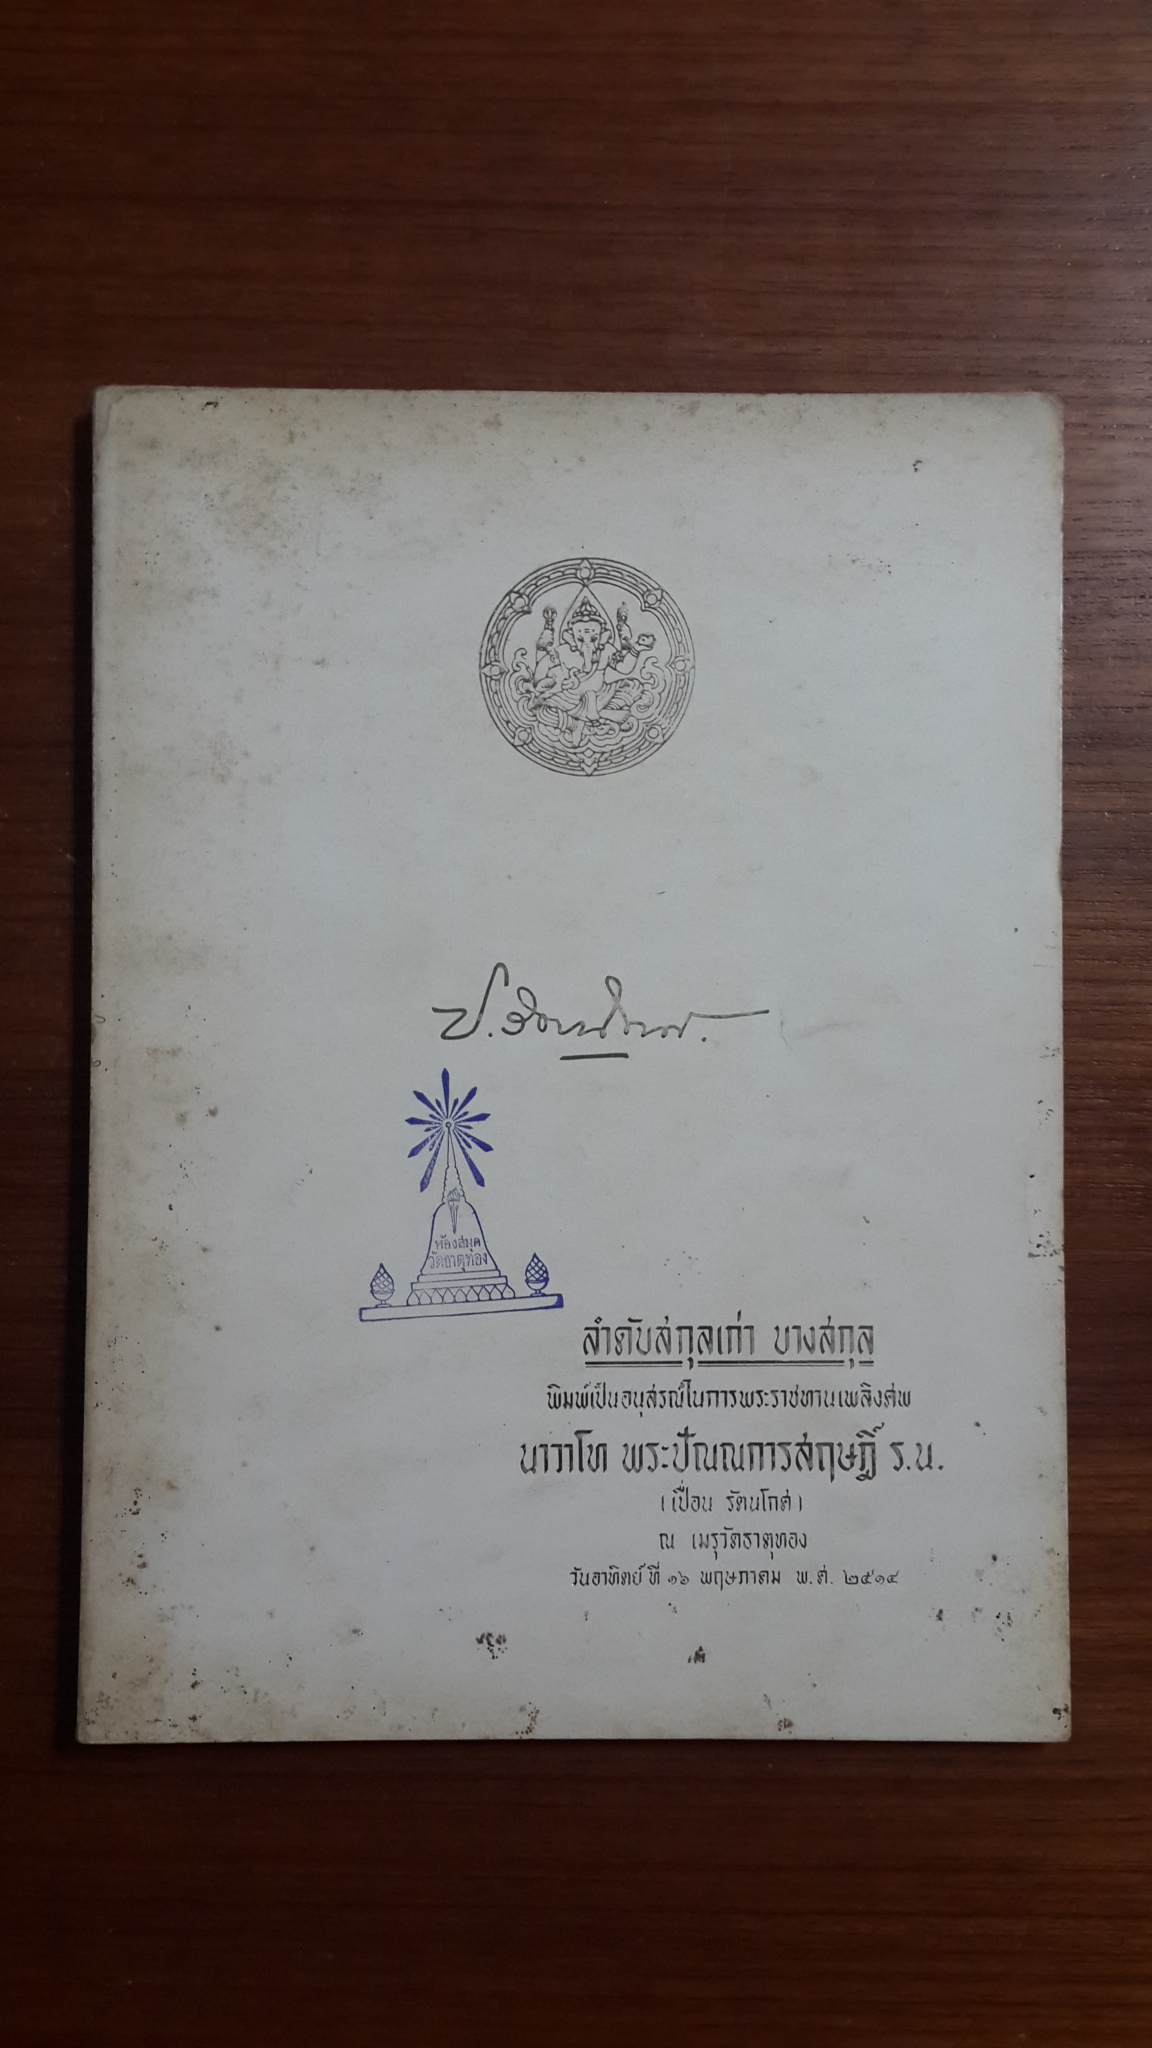 ห้องสมุด
วัดธาตุทอง
ลำดับสกุลเก่า บางสกุล
พิมพ์เป็นอนุสรณ์ในการพระราชทานเพลิงศพ
นาวาโท พระปัณณการสฤษฎิ์ ร.น.
(เปื่อน รัตนโกศ)
ณ เมรุวัดธาตุทอง
วันอาทิตย์ที่ ๑๖ พฤษภาคม พ.ศ. ๒๕๑๔